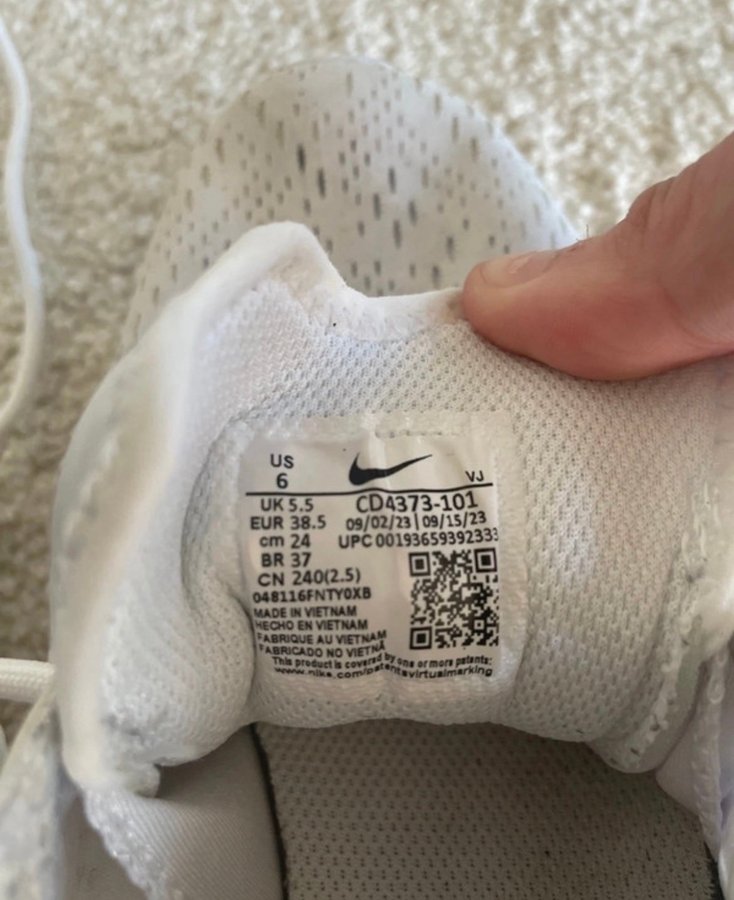 US
6
VJ
UK 5.5
EUR 38.5
cm 24
BR 37
CN 240(2.5)
048116FNTY0XB
CD4373-101
09/02/23 | 09/15/23
UPC 00193659392333
MADE IN VIETNAM
HECHO EN VIETNAM
FABRIQUE AU VIETNAM
FABRICADO NO VIETNÃ
This product is covered by one or more patents:
www.nike.com/patentsvirtualmarking